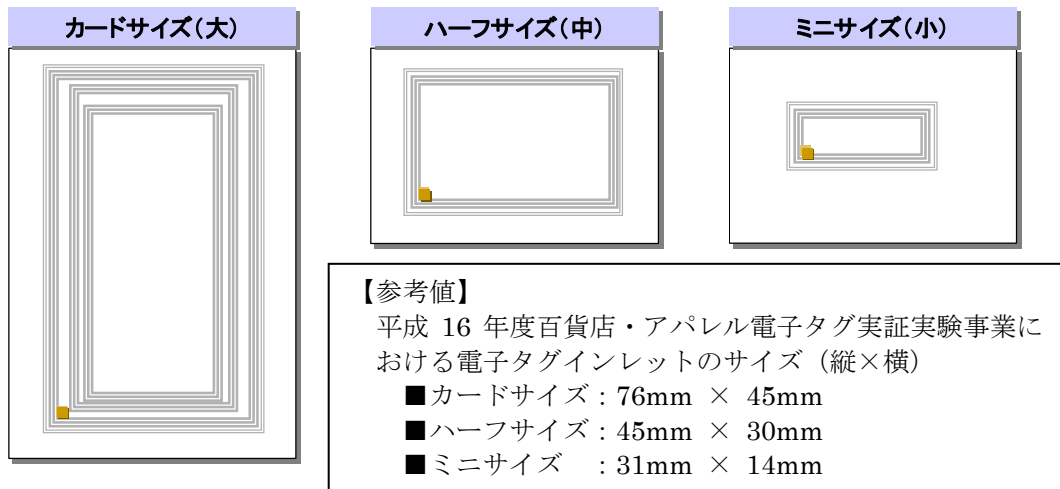 カードサイズ(大)
ハーフサイズ(中)
ミニサイズ(小)
【参考値】
平成 16 年度百貨店・アパレル電子タグ実証実験事業に
おける電子タグインレットのサイズ(縦×横)
■カードサイズ:76mm × 45mm
■ハーフサイズ:45mm × 30mm
■ミニサイズ :31mm × 14mm